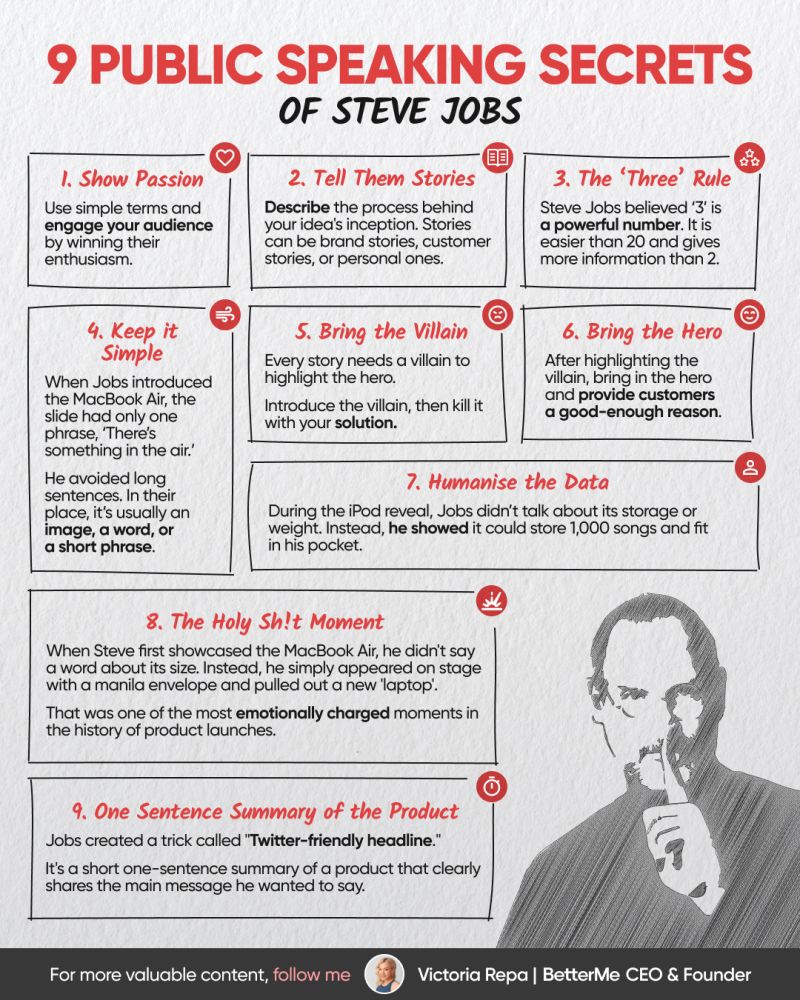 9 PUBLIC SPEAKING SECRETS
OF STEVE JOBS
1. Show Passion
Use simple terms and
engage your audience
by winning their
enthusiasm.
2. Tell Them Stories
Describe the process behind
your idea's inception. Stories
can be brand stories, customer
stories, or personal ones.
3. The ‘Three’ Rule
Steve Jobs believed ‘3’ is
a powerful number. It is
easier than 20 and gives
more information than 2.
4. Keep it
Simple
When Jobs introduced
the MacBook Air, the
slide had only one
phrase, ‘There’s
something in the air.’
He avoided long
sentences. In their
place, it’s usually an
image, a word, or
a short phrase.
5. Bring the Villain
Every story needs a villain to
highlight the hero.
Introduce the villain, then kill it
with your solution.
6. Bring the Hero
After highlighting the
villain, bring in the hero
and provide customers
a good-enough reason.
7. Humanise the Data
During the iPod reveal, Jobs didn’t talk about its storage or
weight. Instead, he showed it could store 1,000 songs and fit
in his pocket.
8. The Holy Sh!t Moment
When Steve first showcased the MacBook Air, he didn't say
a word about its size. Instead, he simply appeared on stage
with a manila envelope and pulled out a new 'laptop'.
That was one of the most emotionally charged moments in
the history of product launches.
9. One Sentence Summary of the Product
Jobs created a trick called "Twitter-friendly headline."
It's a short one-sentence summary of a product that clearly
shares the main message he wanted to say.
For more valuable content, follow me
Victoria Repa | BetterMe CEO & Founder